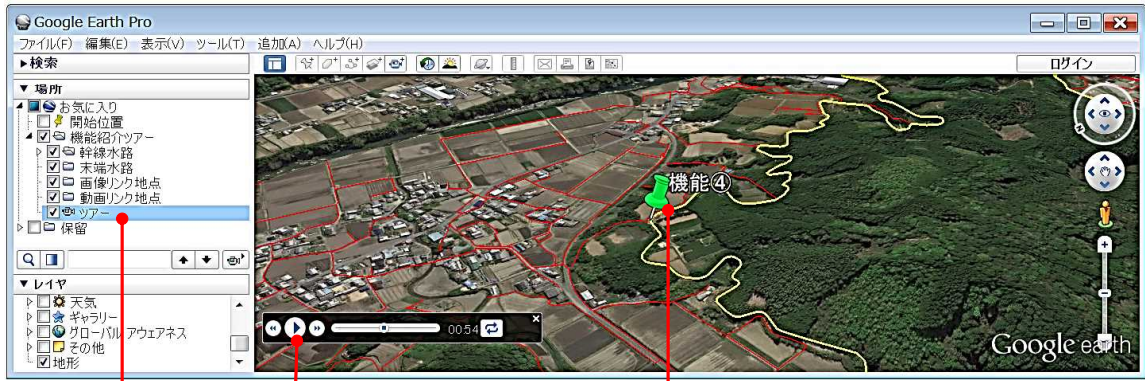 Google Earth Pro
ファイル(F) 編集(E) 表示(V) ツール(T) 追加(A) ヘルプ(H)
▶検索
ログイン
▼ 場所
お気に入り
開始位置
機能紹介ツアー
幹線水路
末端水路
画像リンク地点
動画リンク地点
ツアー
保留
機能④
▼ レイヤ
天気
ギャラリー
グローバル アウェアネス
その他
地形
00:54
N
Google earth